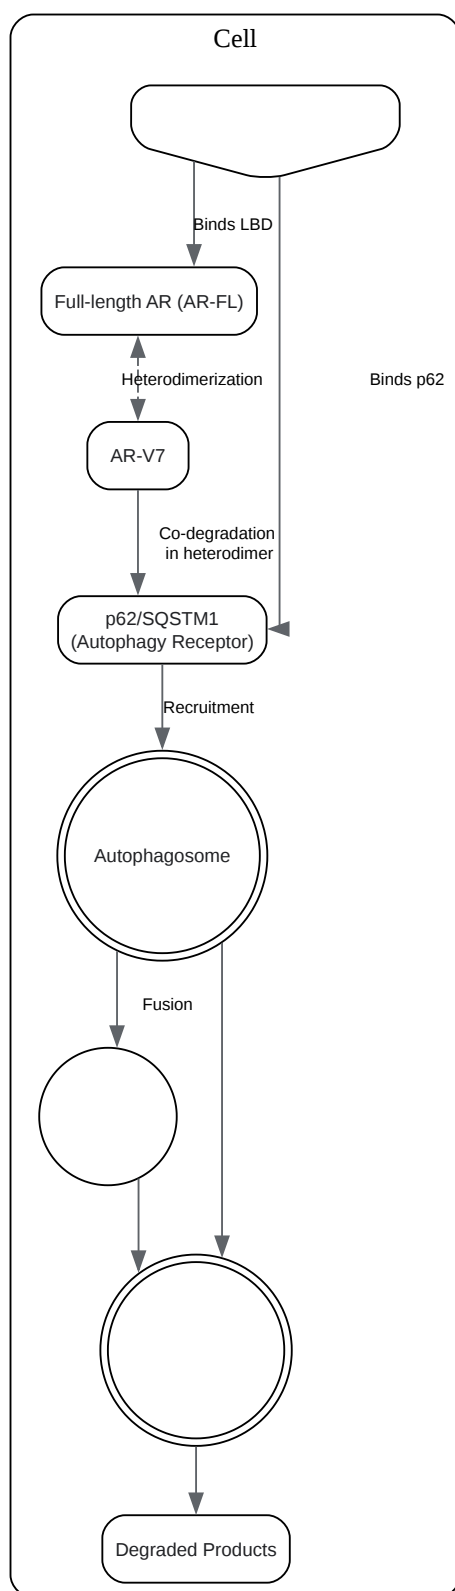 Cell
Binds LBD
Full-length AR (AR-FL)
Heterodimerization
Binds p62
AR-V7
Co-degradation
in heterodimer
p62/SQSTM1
(Autophagy Receptor)
Recruitment
Autophagosome
Fusion
Degraded Products